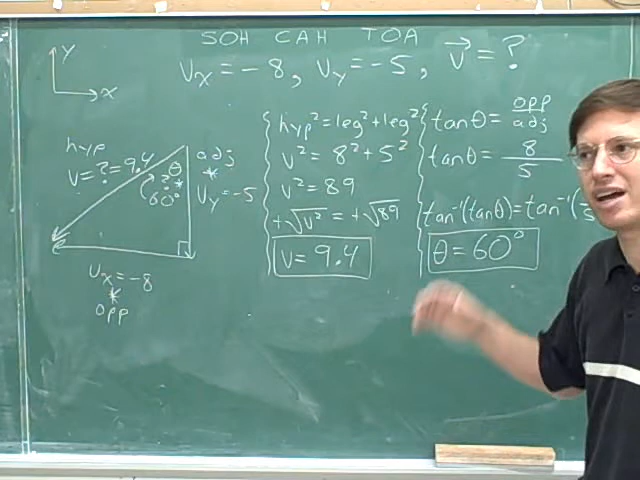 SOH CAH TOA
Vx = -8, Vy = -5, v⃗ = ?
Y
x
hyp
V = ? = 9.4
θ
?
60°
adj
*
Vy = -5
Vx = -8
*
opp
hyp² = leg² + leg²
v² = 8² + 5²
v² = 89
+√v² = +√89
v = 9.4
tanθ = opp/adj
tanθ = 8/5
tan⁻¹(tanθ) = tan⁻¹(
θ = 60°